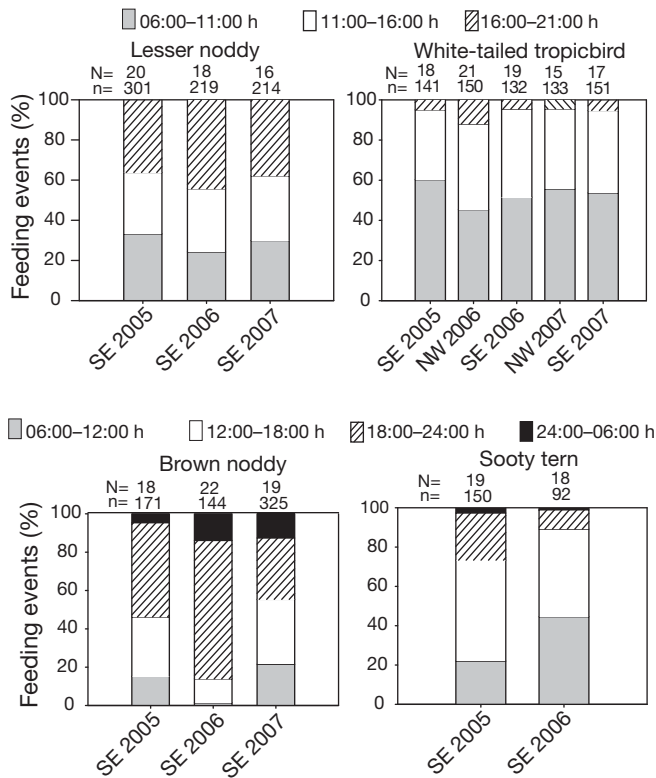 06:00–11:00 h 11:00–16:00 h 16:00–21:00 h
Lesser noddy
N= 20 18 16
n= 301 219 214
Feeding events (%)
100
80
60
40
20
0
SE 2005 SE 2006 SE 2007
White-tailed tropicbird
N= 18 21 19 15 17
n= 141 150 132 133 151
100
80
60
40
20
0
SE 2005 NW 2006 SE 2006 NW 2007 SE 2007
06:00–12:00 h 12:00–18:00 h 18:00–24:00 h 24:00–06:00 h
Brown noddy
N= 18 22 19
n= 171 144 325
Feeding events (%)
100
80
60
40
20
0
SE 2005 SE 2006 SE 2007
Sooty tern
N= 19 18
n= 150 92
100
80
60
40
20
0
SE 2005 SE 2006